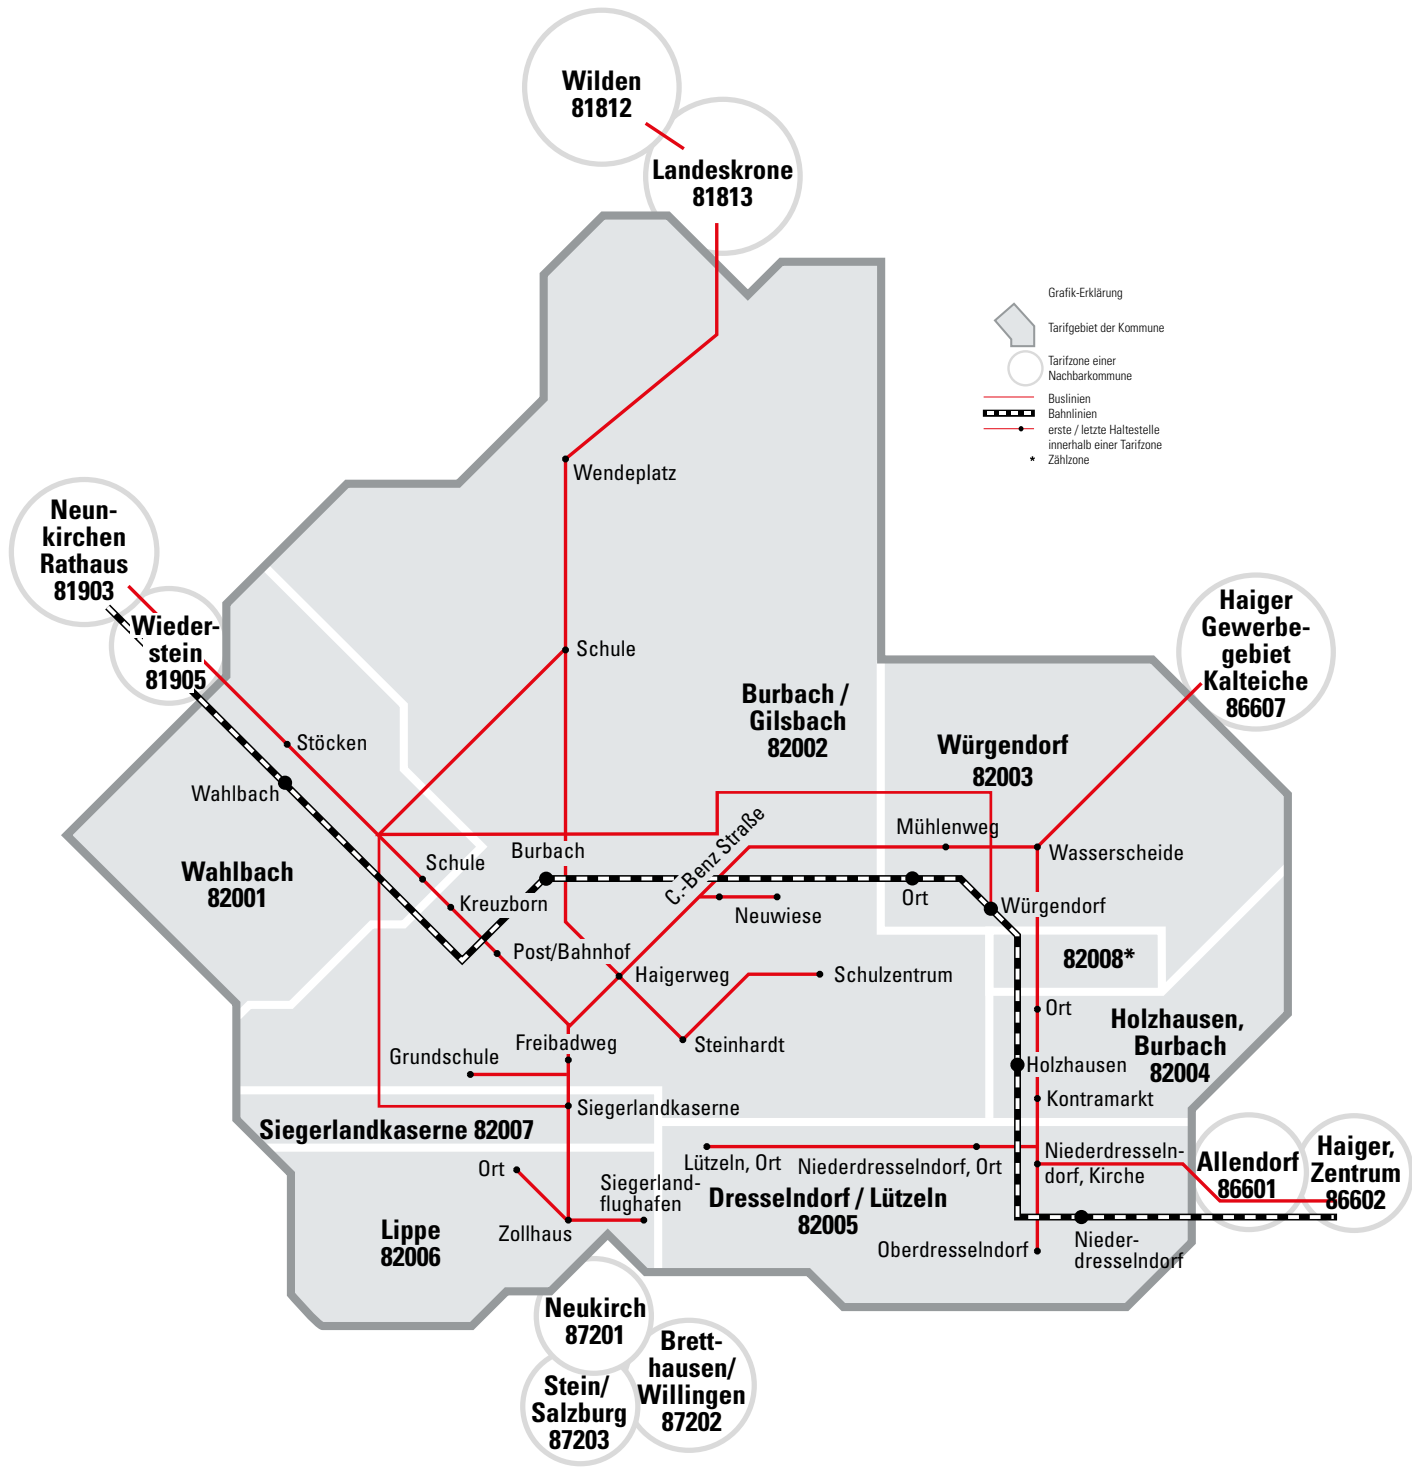 Wilden
81812
Landeskrone
81813
Grafik-Erklärung
Tarifgebiet der Kommune
Tarifzone einer
Nachbarkommune
Buslinien
Bahnlinien
erste / letzte Haltestelle
innerhalb einer Tarifzone
* Zählzone
Wendeplatz
Neun-
kirchen
Rathaus
81903
Wieder-
stein
81905
Haiger
Gewerbe-
gebiet
Kalteiche
86607
Schule
Burbach /
Gilsbach
82002
Würgendorf
82003
Stöcken
Wahlbach
Wahlbach
82001
Schule
Kreuzborn
Burbach
Post/Bahnhof
C.-Benz Straße
Neuwiese
Mühlenweg
Wasserscheide
Ort
Würgendorf
82008*
Haigerweg
Schulzentrum
Steinhardt
Ort
Holzhausen,
Burbach
82004
Holzhausen
Kontramarkt
Freibadweg
Grundschule
Siegerlandkaserne
Siegerlandkaserne 82007
Ort
Siegerland-
flughafen
Zollhaus
Lippe
82006
Lützeln, Ort
Niederdresselndorf, Ort
Niederdresseln-
dorf, Kirche
Dresselndorf / Lützeln
82005
Oberdresselndorf
Nieder-
dresselndorf
Allendorf
86601
Haiger,
Zentrum
86602
Neukirch
87201
Brett-
hausen/
Willingen
87202
Stein/
Salzburg
87203